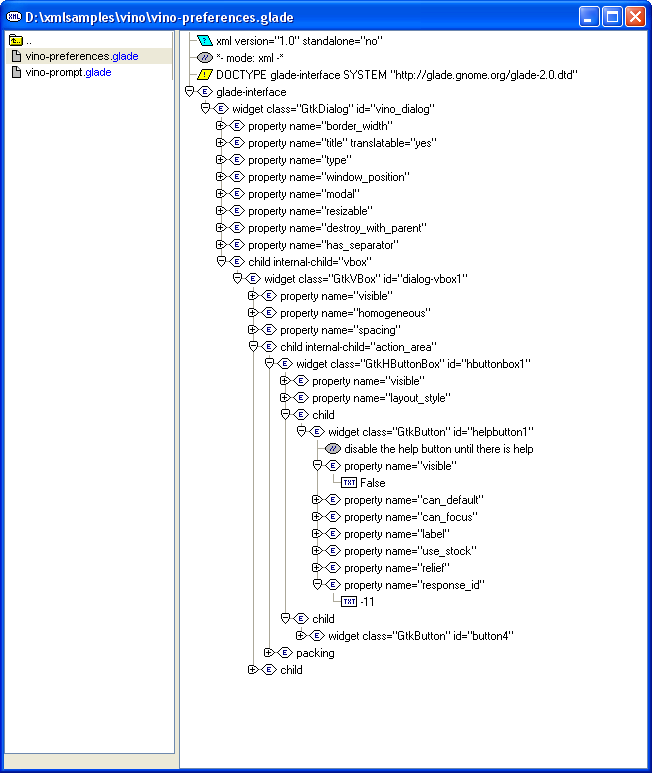 XML D:\xmlsamples\vino\vino-preferences.glade
..
vino-preferences.glade
vino-prompt.glade
? xml version="1.0" standalone="no"
// *- mode: xml -*
! DOCTYPE glade-interface SYSTEM "http://glade.gnome.org/glade-2.0.dtd"
E glade-interface
E widget class="GtkDialog" id="vino_dialog"
E property name="border_width"
E property name="title" translatable="yes"
E property name="type"
E property name="window_position"
E property name="modal"
E property name="resizable"
E property name="destroy_with_parent"
E property name="has_separator"
E child internal-child="vbox"
E widget class="GtkVBox" id="dialog-vbox1"
E property name="visible"
E property name="homogeneous"
E property name="spacing"
E child internal-child="action_area"
E widget class="GtkHButtonBox" id="hbuttonbox1"
E property name="visible"
E property name="layout_style"
E child
E widget class="GtkButton" id="helpbutton1"
// disable the help button until there is help
E property name="visible"
TXT False
E property name="can_default"
E property name="can_focus"
E property name="label"
E property name="use_stock"
E property name="relief"
E property name="response_id"
TXT -11
E child
E widget class="GtkButton" id="button4"
E packing
E child